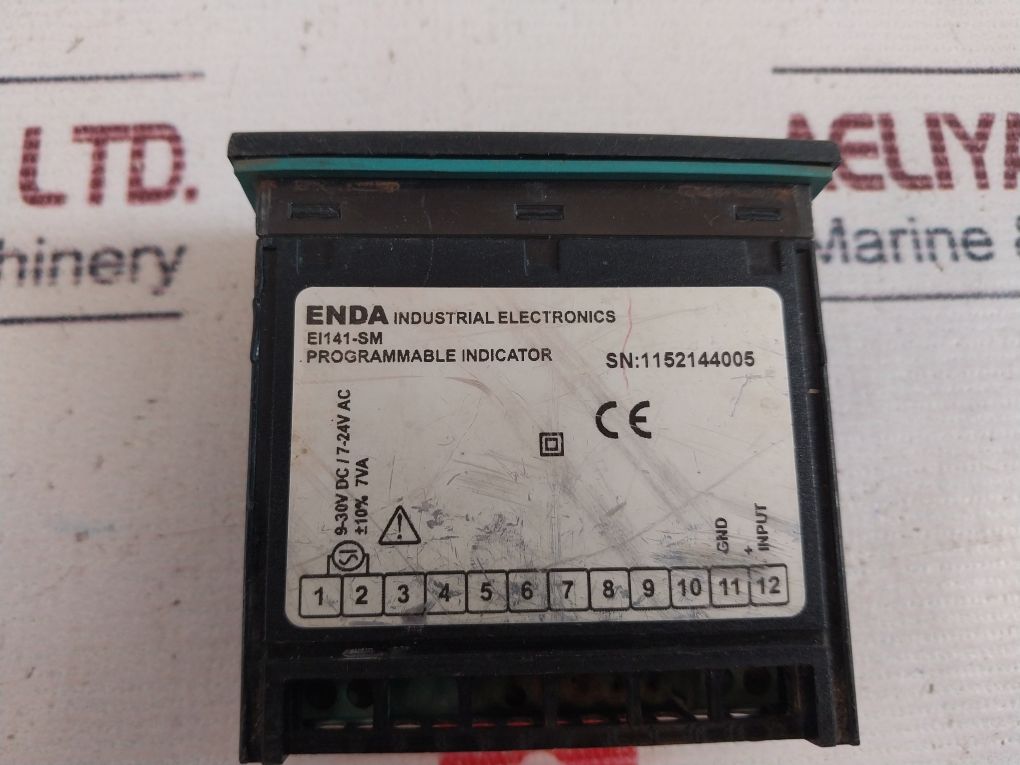 LTD.
AELIYA
hinery
Marine &
ENDA INDUSTRIAL ELECTRONICS
EI141-SM
PROGRAMMABLE INDICATOR
SN:1152144005
9-30V DC / 7-24V AC
±10% 7VA
CE
GND
+
INPUT
1 2 3 4 5 6 7 8 9 10 11 12